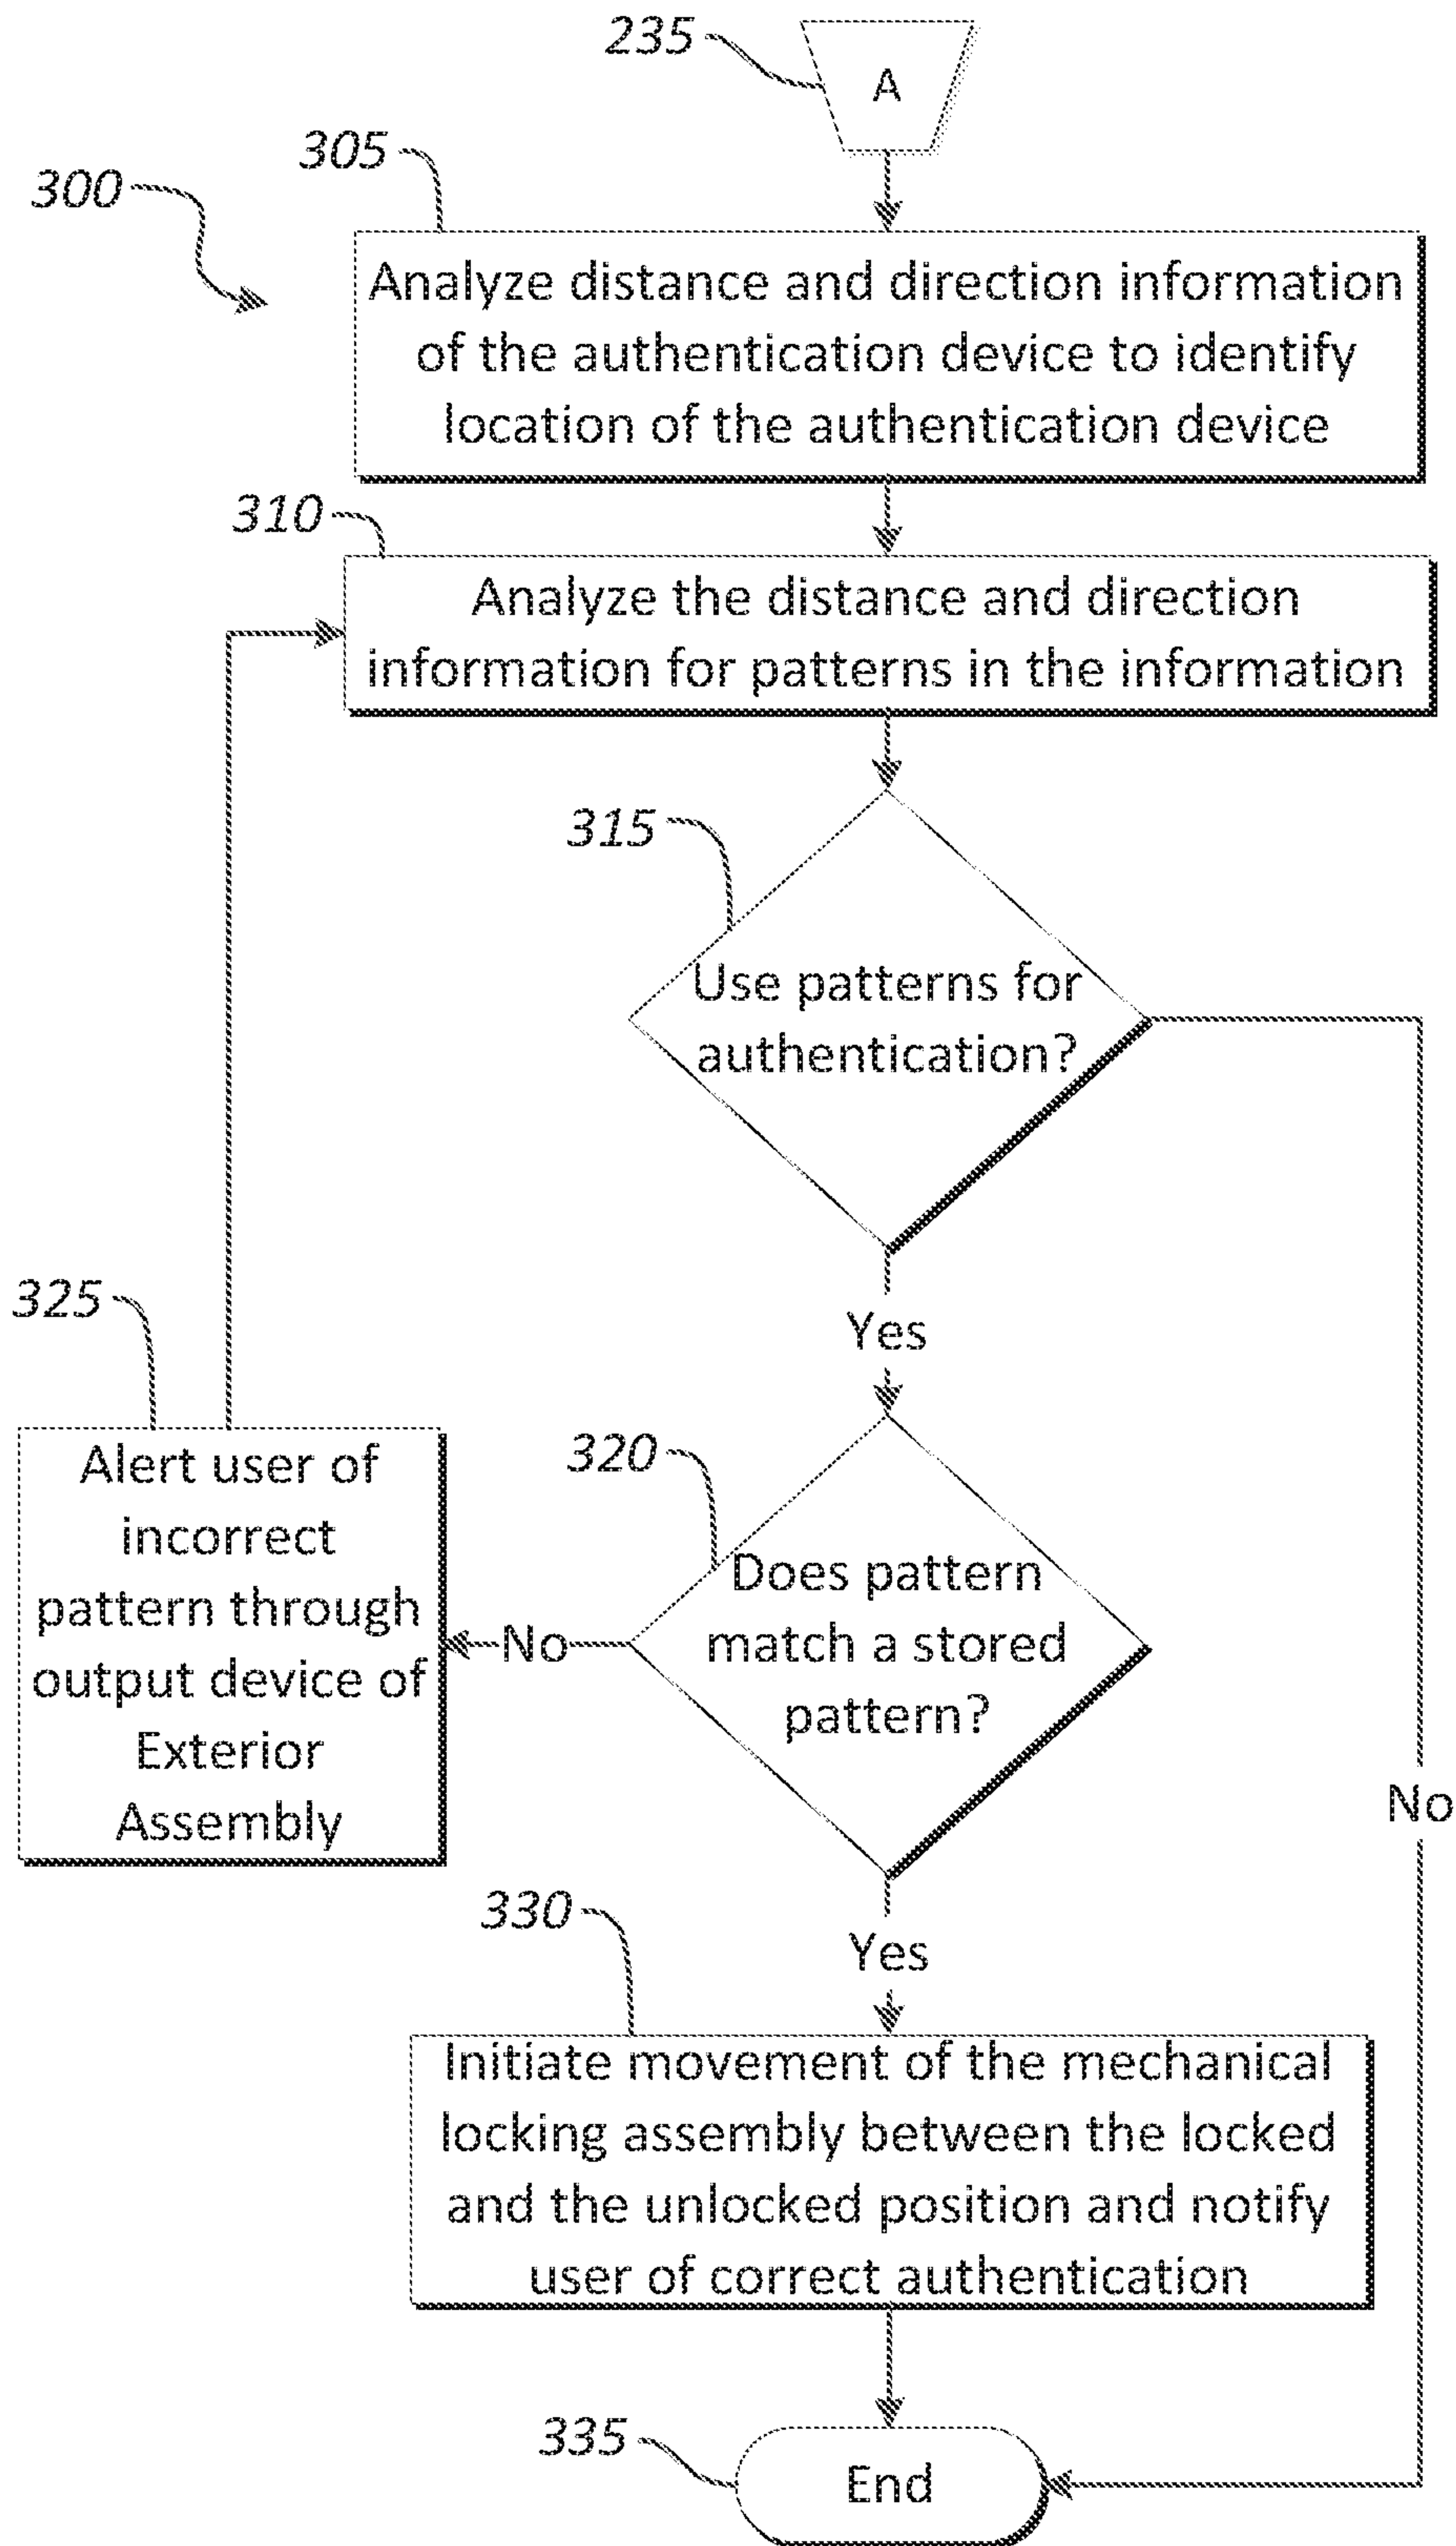 235
A
305
300
Analyze distance and direction information
of the authentication device to identify
location of the authentication device
310
Analyze the distance and direction
information for patterns in the information
315
Use patterns for
authentication?
Yes
325
Alert user of
incorrect
pattern through
output device of
Exterior
Assembly
320
Does pattern
match a stored
pattern?
No
No
330
Yes
Initiate movement of the mechanical
locking assembly between the locked
and the unlocked position and notify
user of correct authentication
335
End